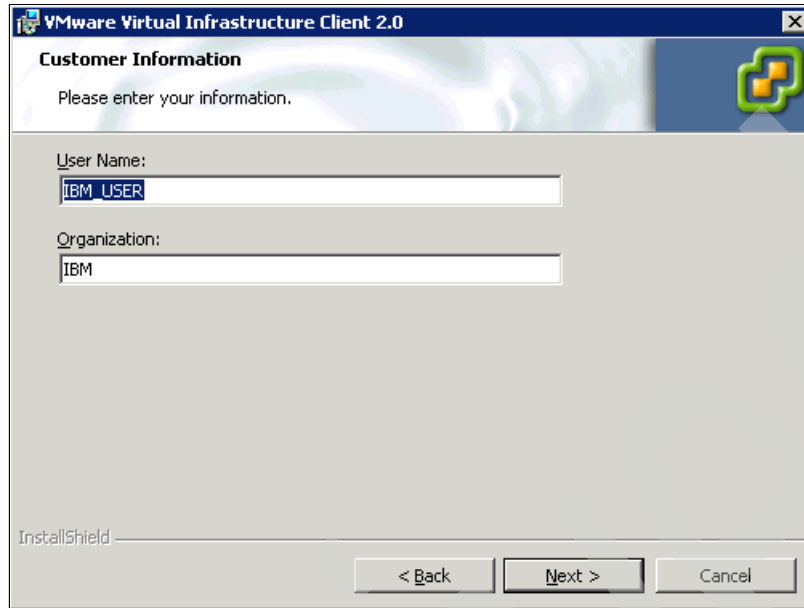 VMware Virtual Infrastructure Client 2.0
Customer Information
Please enter your information.
User Name:
IBM_USER
Organization:
IBM
InstallShield
< Back Next > Cancel